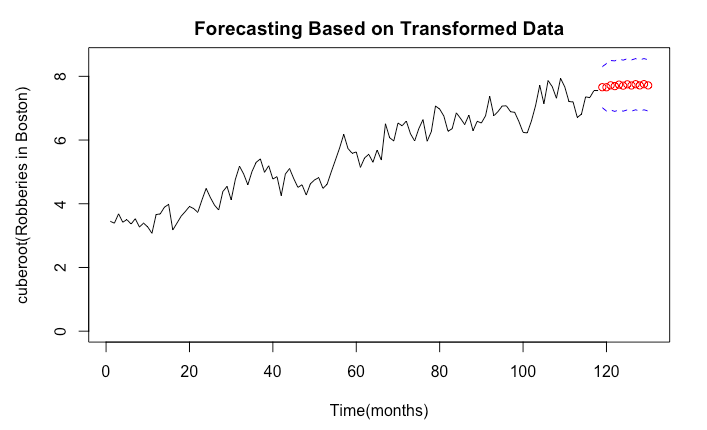 Forecasting Based on Transformed Data
cuberoot(Robberies in Boston)
8
6
4
2
0
0 20 40 60 80 100 120
Time(months)